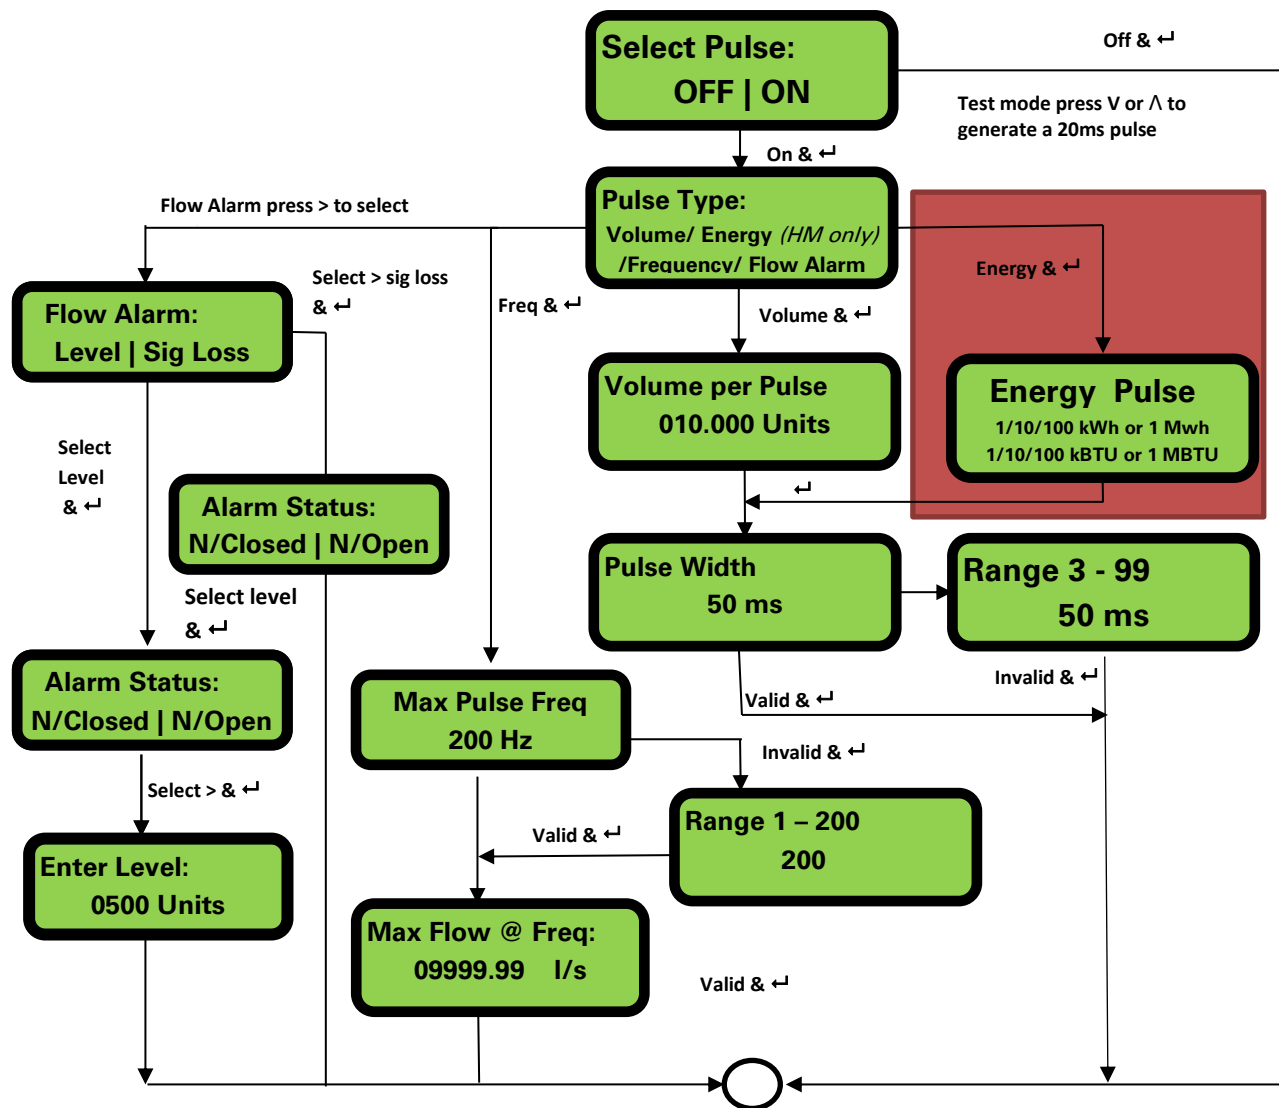 Select Pulse:
OFF | ON
Off & ↵
Test mode press V or Λ to
generate a 20ms pulse
On & ↵
Flow Alarm press > to select
Pulse Type:
Volume/ Energy (HM only)
/Frequency/ Flow Alarm
Select > sig loss
& ↵
Freq & ↵
Energy & ↵
Volume & ↵
Flow Alarm:
Level | Sig Loss
Volume per Pulse
010.000 Units
Energy Pulse
1/10/100 kWh or 1 Mwh
1/10/100 kBTU or 1 MBTU
Select
Level
& ↵
↵
Alarm Status:
N/Closed | N/Open
Pulse Width
50 ms
Range 3 - 99
50 ms
Select level
& ↵
Alarm Status:
N/Closed | N/Open
Max Pulse Freq
200 Hz
Valid & ↵
Invalid & ↵
Invalid & ↵
Select > & ↵
Range 1 – 200
200
Valid & ↵
Enter Level:
0500 Units
Max Flow @ Freq:
09999.99 l/s
Valid & ↵